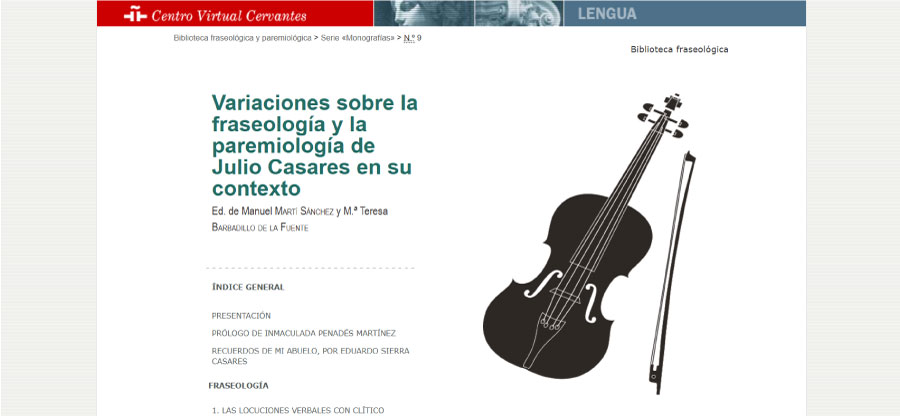 Centro Virtual Cervantes
LENGUA
Biblioteca fraseológica y paremiológica > Serie «Monografías» > N.º 9
Biblioteca fraseológica
Variaciones sobre la
fraseología y la
paremiología de
Julio Casares en su
contexto
Ed. de Manuel MARTÍ SÁNCHEZ y M.ª Teresa
BARBADILLO DE LA FUENTE
ÍNDICE GENERAL
PRESENTACIÓN
PRÓLOGO DE INMACULADA PENADÉS MARTÍNEZ
RECUERDOS DE MI ABUELO, POR EDUARDO SIERRA
CASARES
FRASEOLOGÍA
1. LAS LOCUCIONES VERBALES CON CLÍTICO